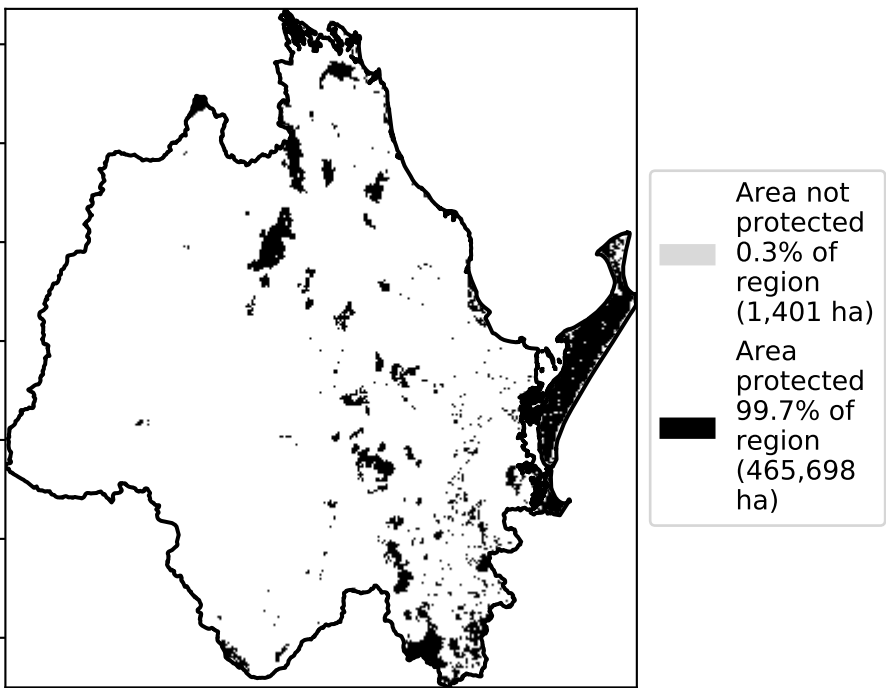 Area not
protected
0.3% of
region
(1,401 ha)
Area
protected
99.7% of
region
(465,698
ha)